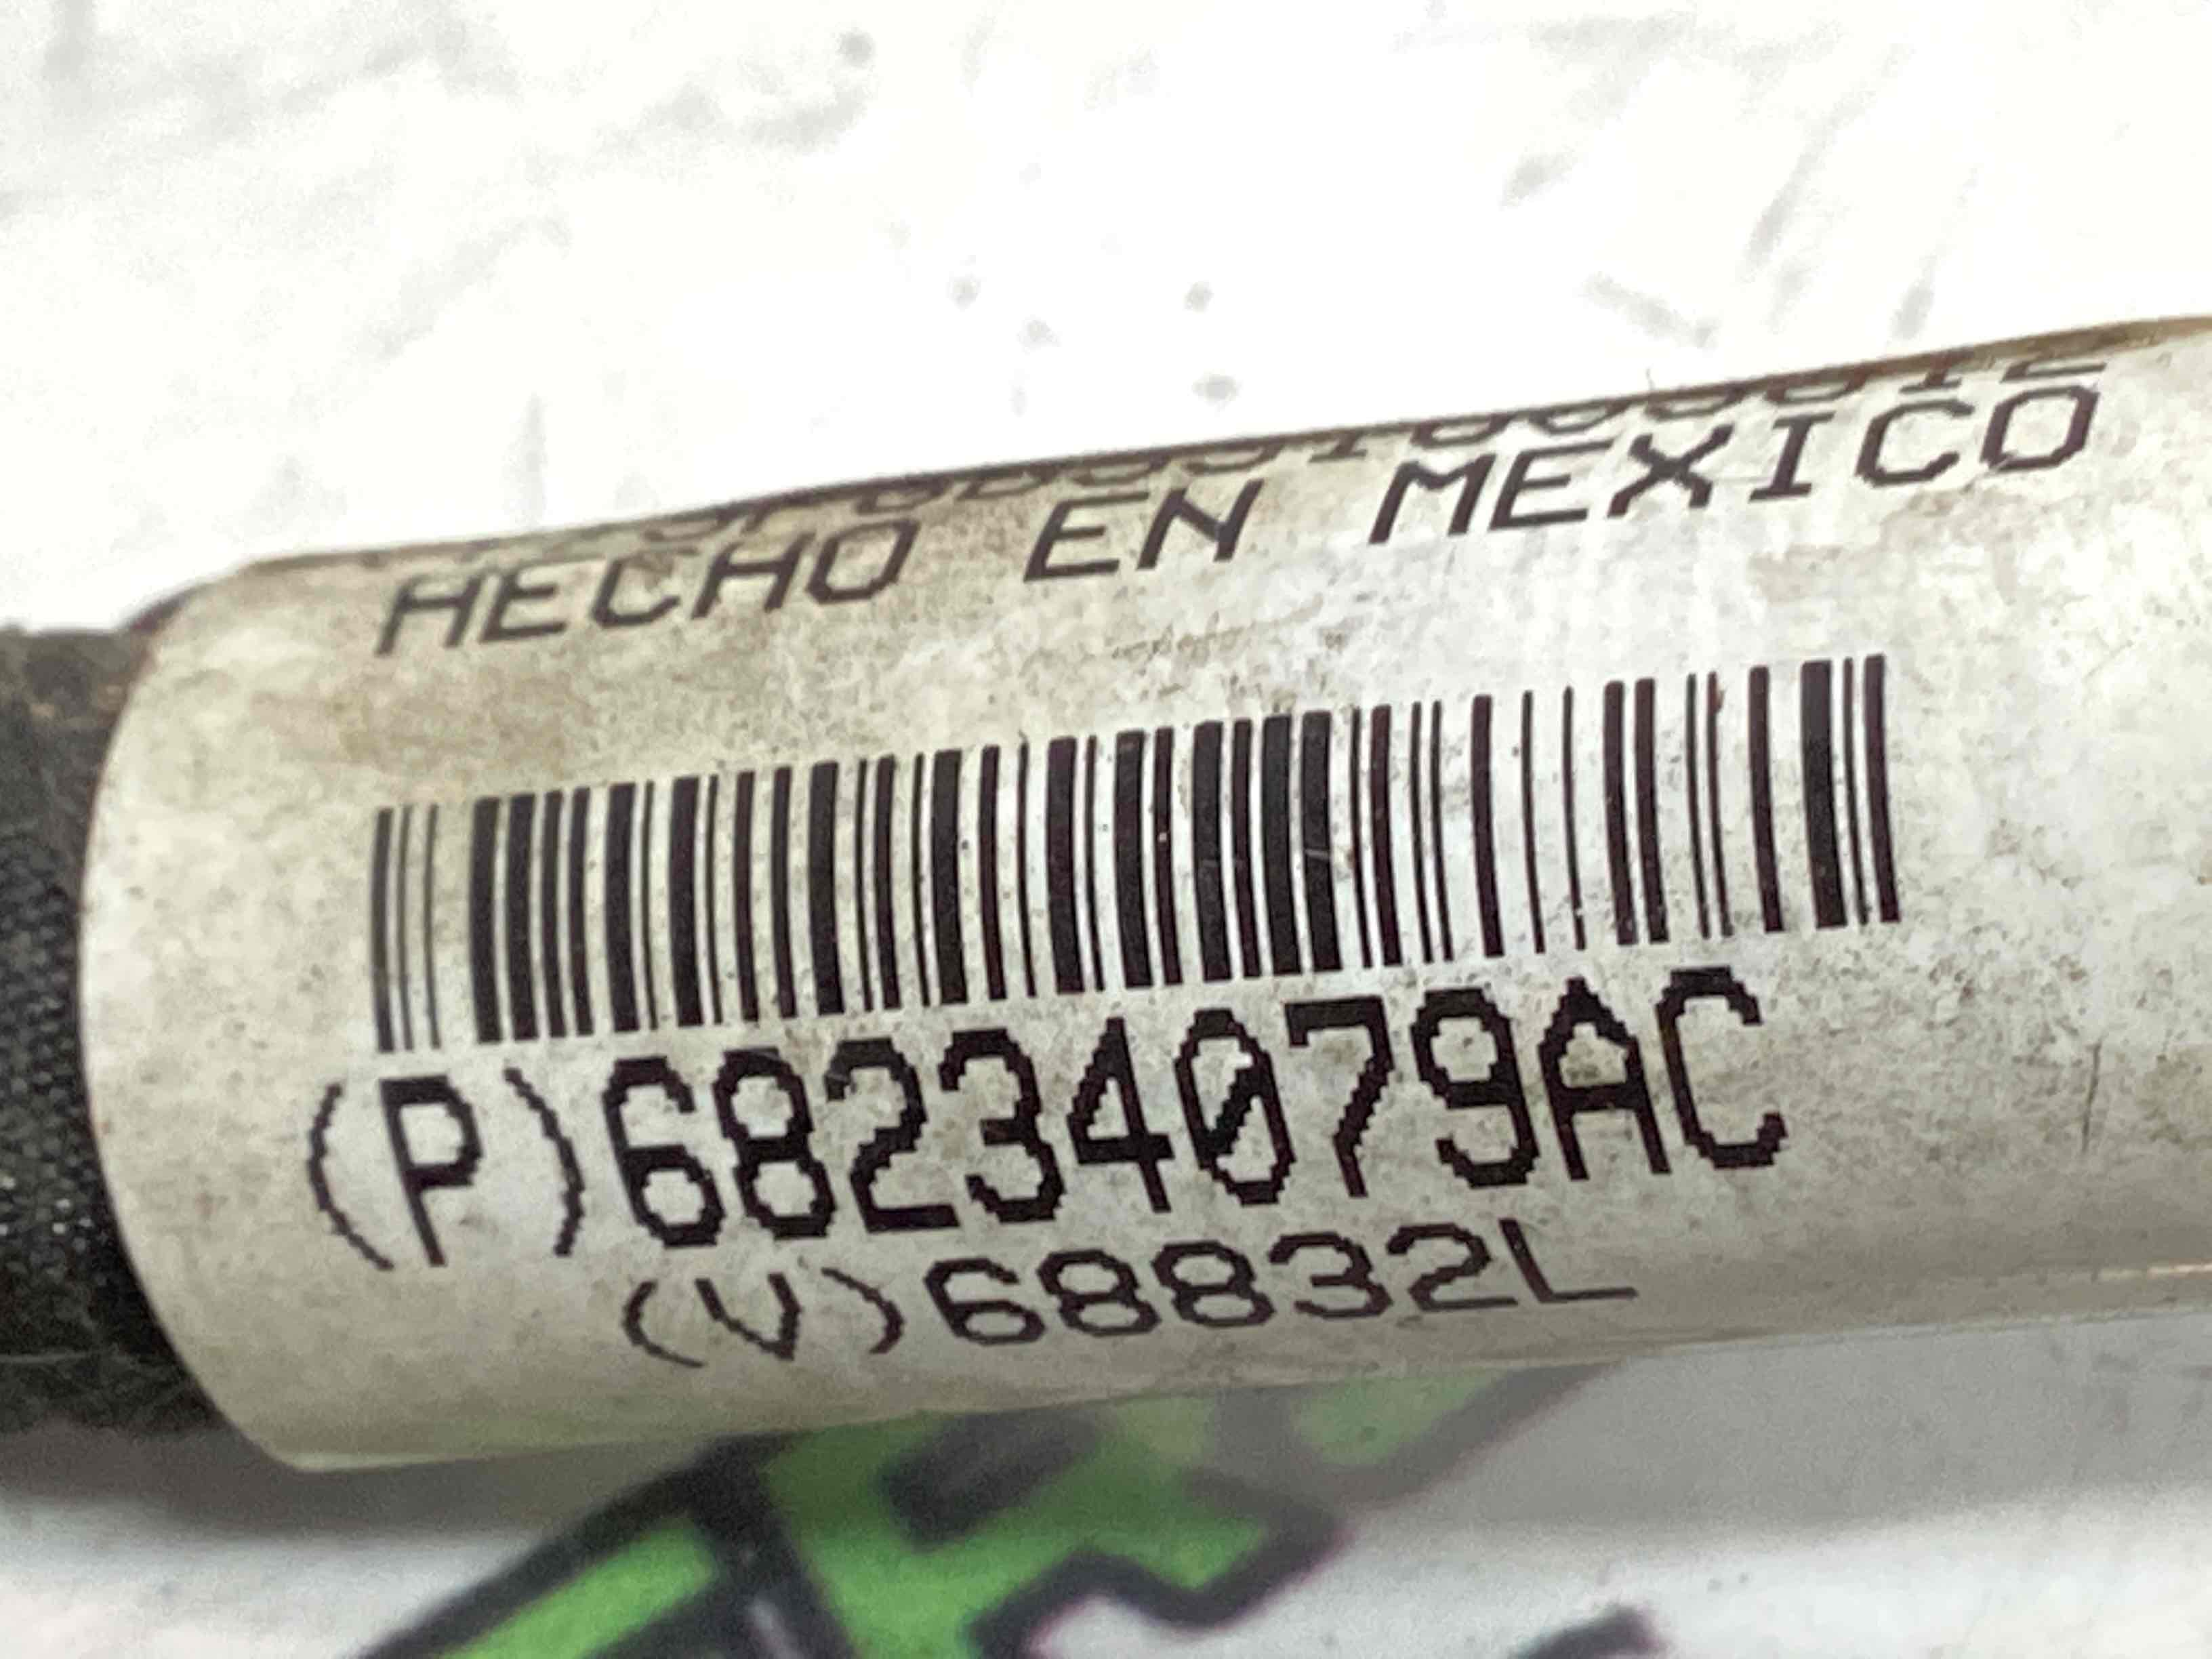 HECHO EN MEXICO
(P)68234079AC
(V)68832L